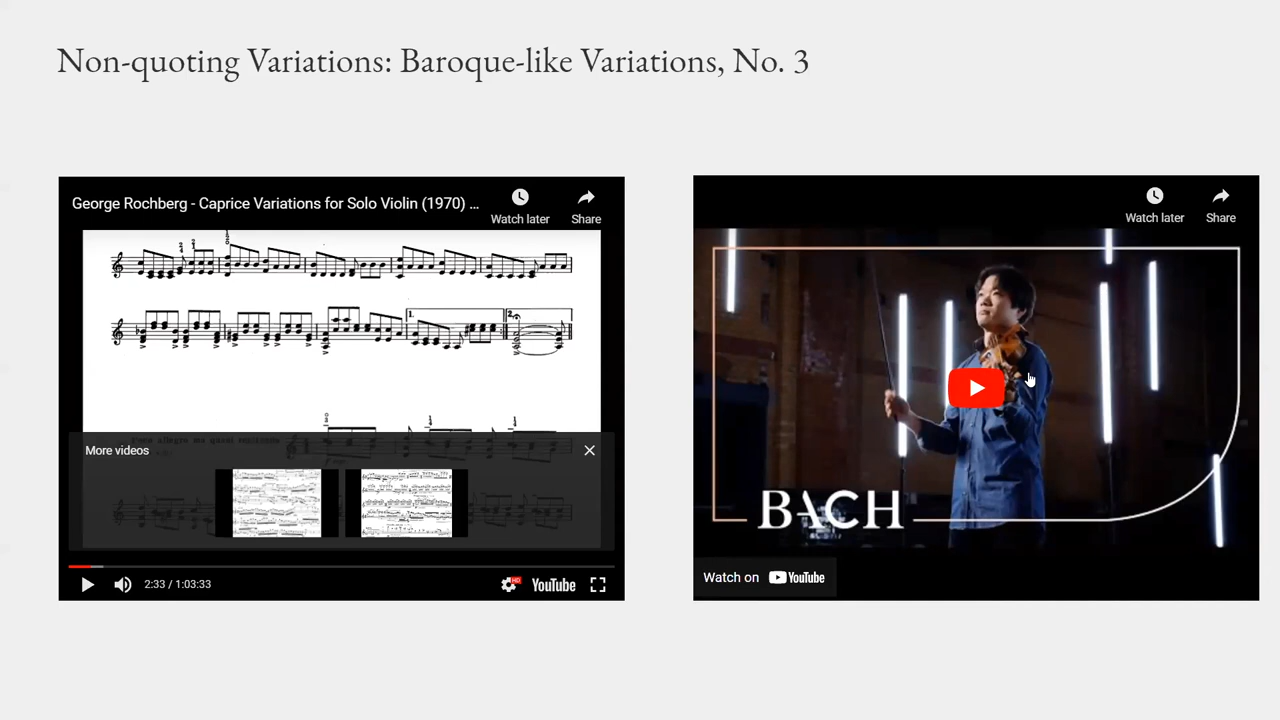 Non-quoting Variations: Baroque-like Variations, No. 3
George Rochberg - Caprice Variations for Solo Violin (1970) ...
Watch later
Share
More videos
2:33 / 1:03:33
HD
YouTube
Watch later
Share
BACH
Watch on YouTube